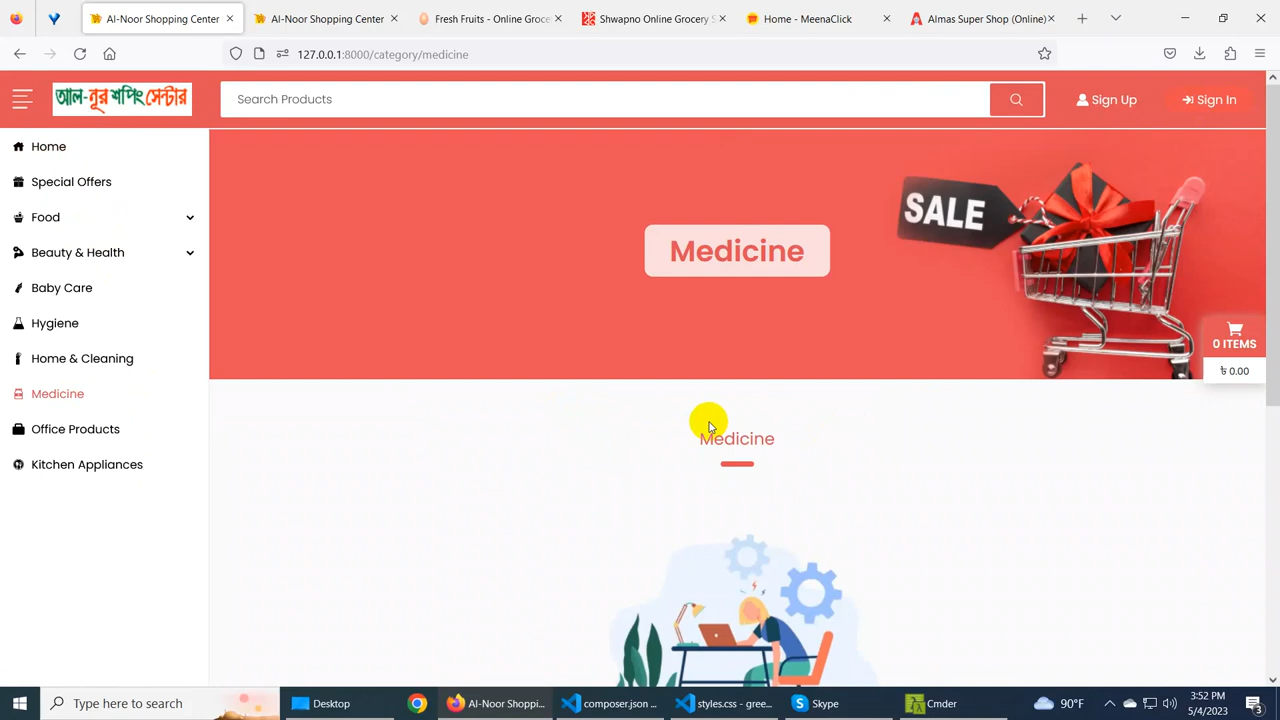 Al-Noor Shopping Center
Al-Noor Shopping Center
Fresh Fruits - Online Groce
Shwapno Online Grocery S
Home - MeenaClick
Almas Super Shop (Online)
127.0.0.1:8000/category/medicine
আল-নূর শপিং সেন্টার
Search Products
Sign Up
Sign In
Home
Special Offers
Food
Beauty & Health
Baby Care
Hygiene
Home & Cleaning
Medicine
Office Products
Kitchen Appliances
Medicine
SALE
0 ITEMS
৳ 0.00
Medicine
Type here to search
Desktop
Al-Noor Shoppi...
composer.json ...
styles.css - gree...
Skype
Cmder
90°F
3:52 PM
5/4/2023
3